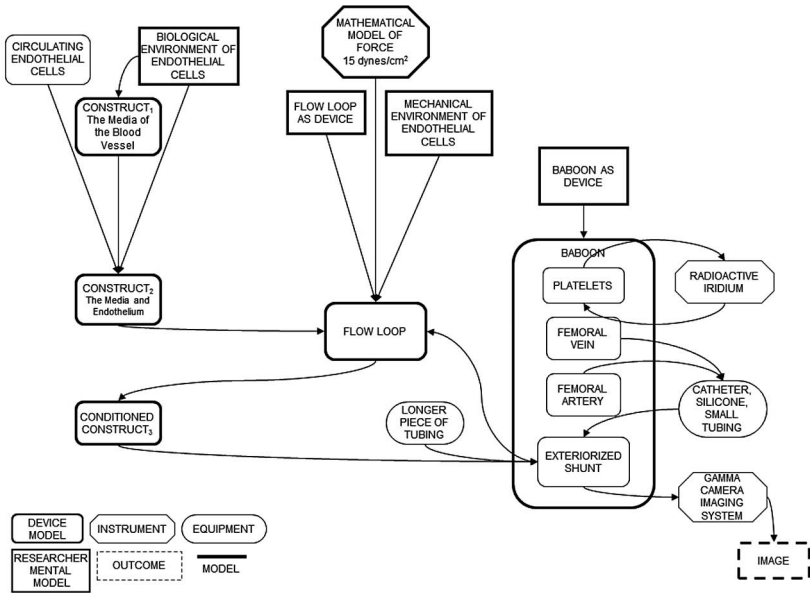 CIRCULATING
ENDOTHELIAL
CELLS
BIOLOGICAL
ENVIRONMENT OF
ENDOTHELIAL
CELLS
CONSTRUCT₁
The Media of
the Blood
Vessel
CONSTRUCT₂
The Media and
Endothelium
MATHEMATICAL
MODEL OF
FORCE
15 dynes/cm²
FLOW LOOP
AS DEVICE
MECHANICAL
ENVIRONMENT OF
ENDOTHELIAL
CELLS
FLOW LOOP
CONDITIONED
CONSTRUCT₃
LONGER
PIECE OF
TUBING
BABOON AS
DEVICE
BABOON
PLATELETS
RADIOACTIVE
IRIDIUM
FEMORAL
VEIN
FEMORAL
ARTERY
CATHETER,
SILICONE,
SMALL
TUBING
EXTERIORIZED
SHUNT
GAMMA
CAMERA
IMAGING
SYSTEM
IMAGE
DEVICE
MODEL
INSTRUMENT
EQUIPMENT
RESEARCHER
MENTAL
MODEL
OUTCOME
MODEL